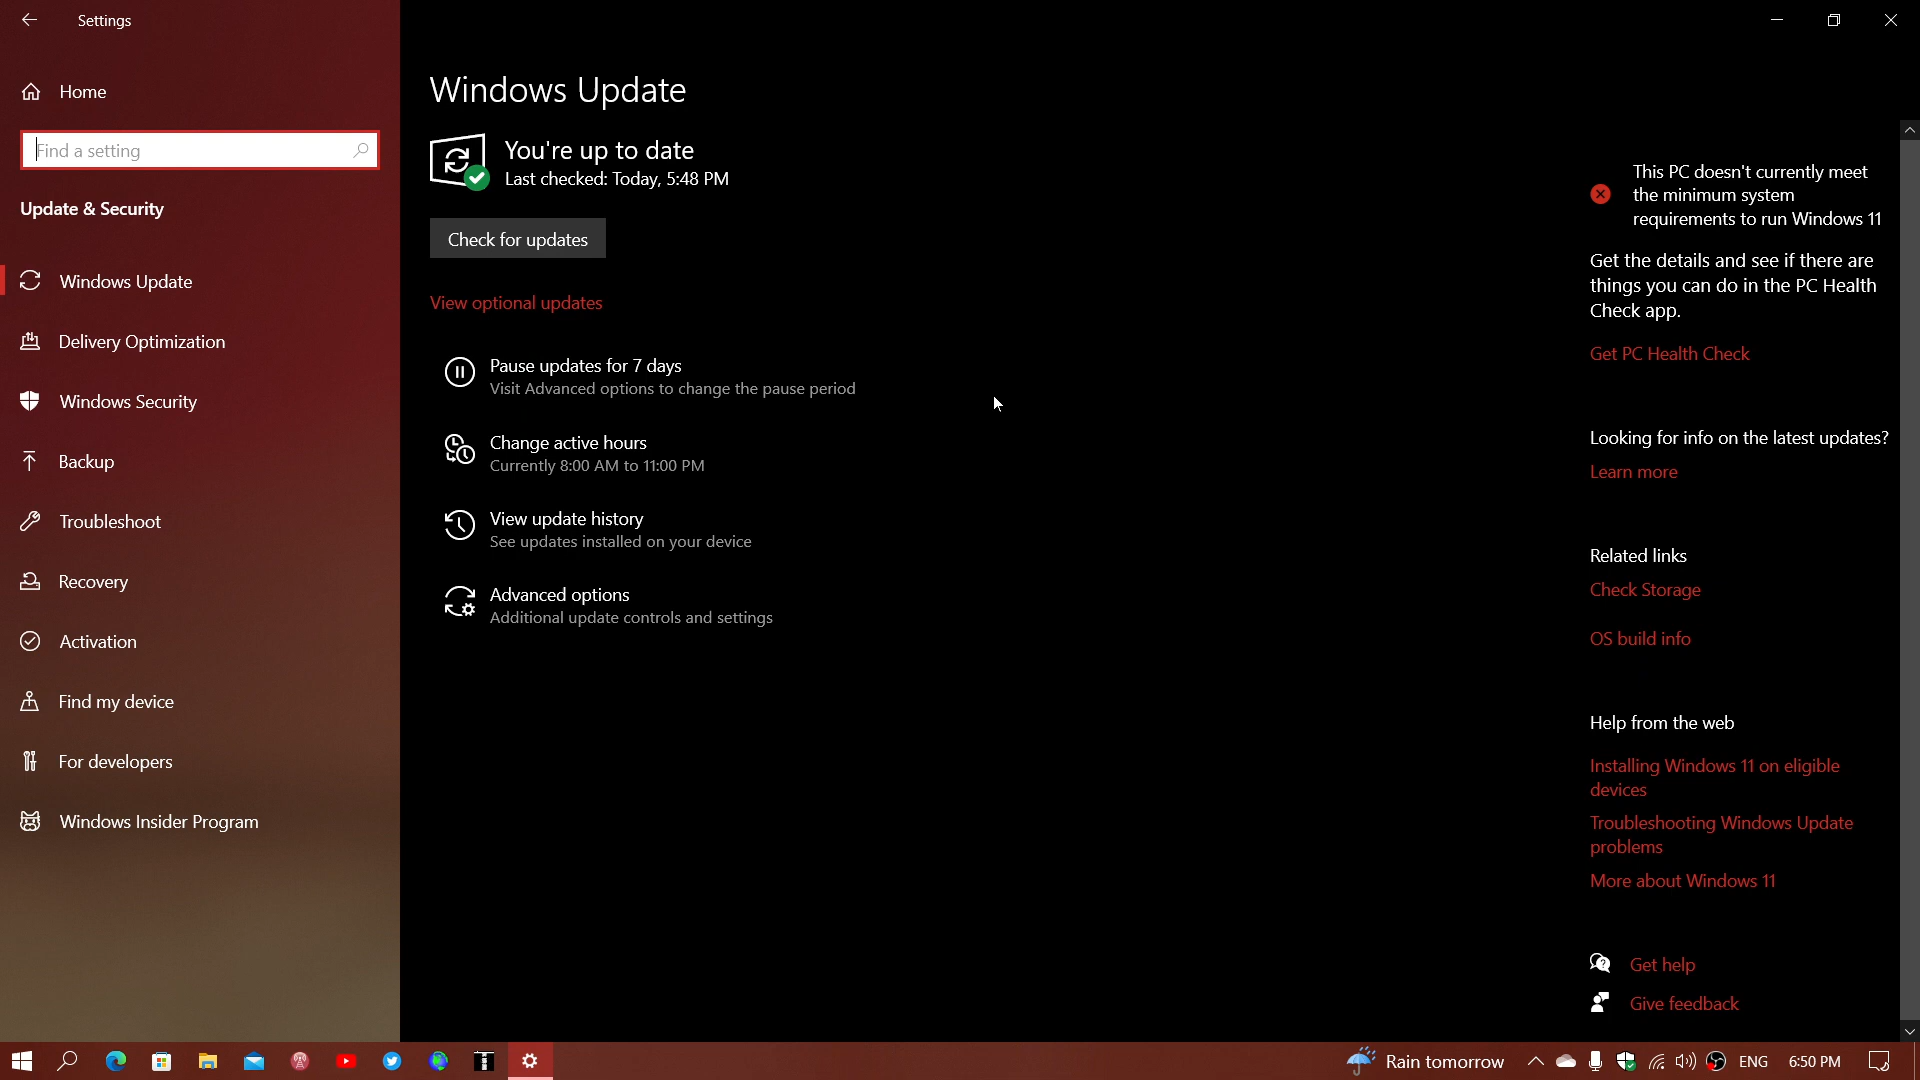 Settings
Home
Find a setting
Update & Security
Windows Update
Delivery Optimization
Windows Security
Backup
Troubleshoot
Recovery
Activation
Find my device
For developers
Windows Insider Program
Windows Update
You're up to date
Last checked: Today, 5:48 PM
Check for updates
View optional updates
Pause updates for 7 days
Visit Advanced options to change the pause period
Change active hours
Currently 8:00 AM to 11:00 PM
View update history
See updates installed on your device
Advanced options
Additional update controls and settings
This PC doesn't currently meet
the minimum system
requirements to run Windows 11
Get the details and see if there are
things you can do in the PC Health
Check app.
Get PC Health Check
Looking for info on the latest updates?
Learn more
Related links
Check Storage
OS build info
Help from the web
Installing Windows 11 on eligible
devices
Troubleshooting Windows Update
problems
More about Windows 11
Get help
Give feedback
Rain tomorrow
ENG
6:50 PM